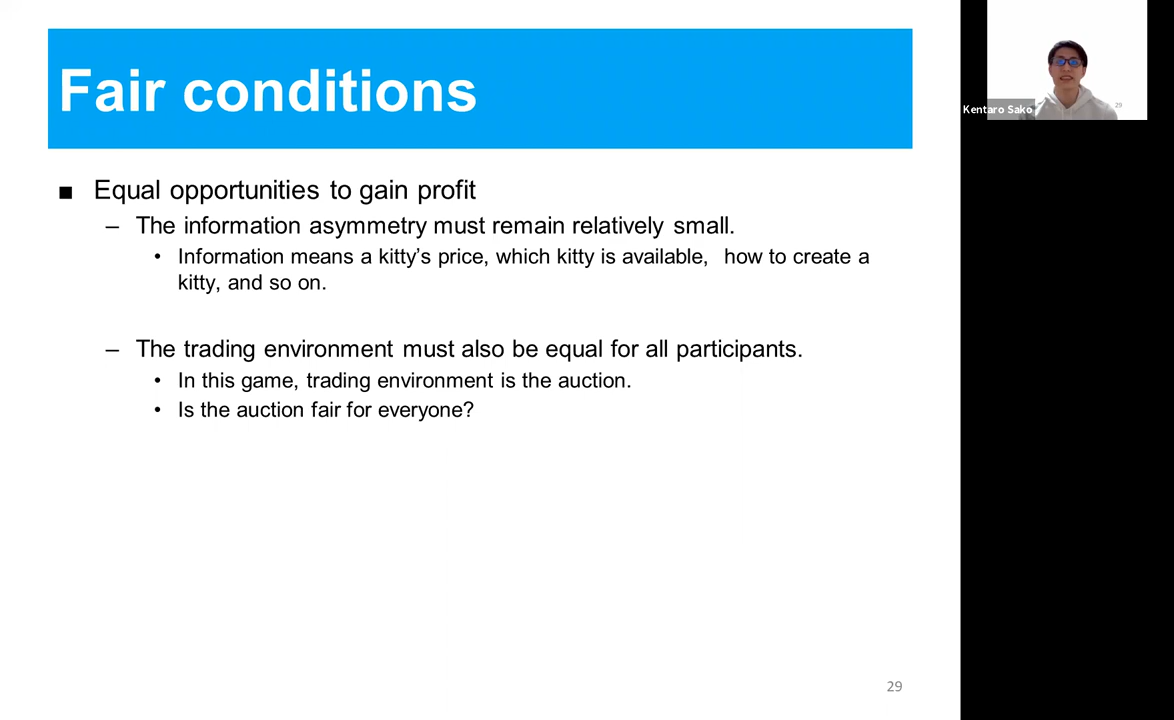 Fair conditions
■ Equal opportunities to gain profit
– The information asymmetry must remain relatively small.
• Information means a kitty's price, which kitty is available, how to create a
kitty, and so on.
– The trading environment must also be equal for all participants.
• In this game, trading environment is the auction.
• Is the auction fair for everyone?
29
Kentaro Sako
29